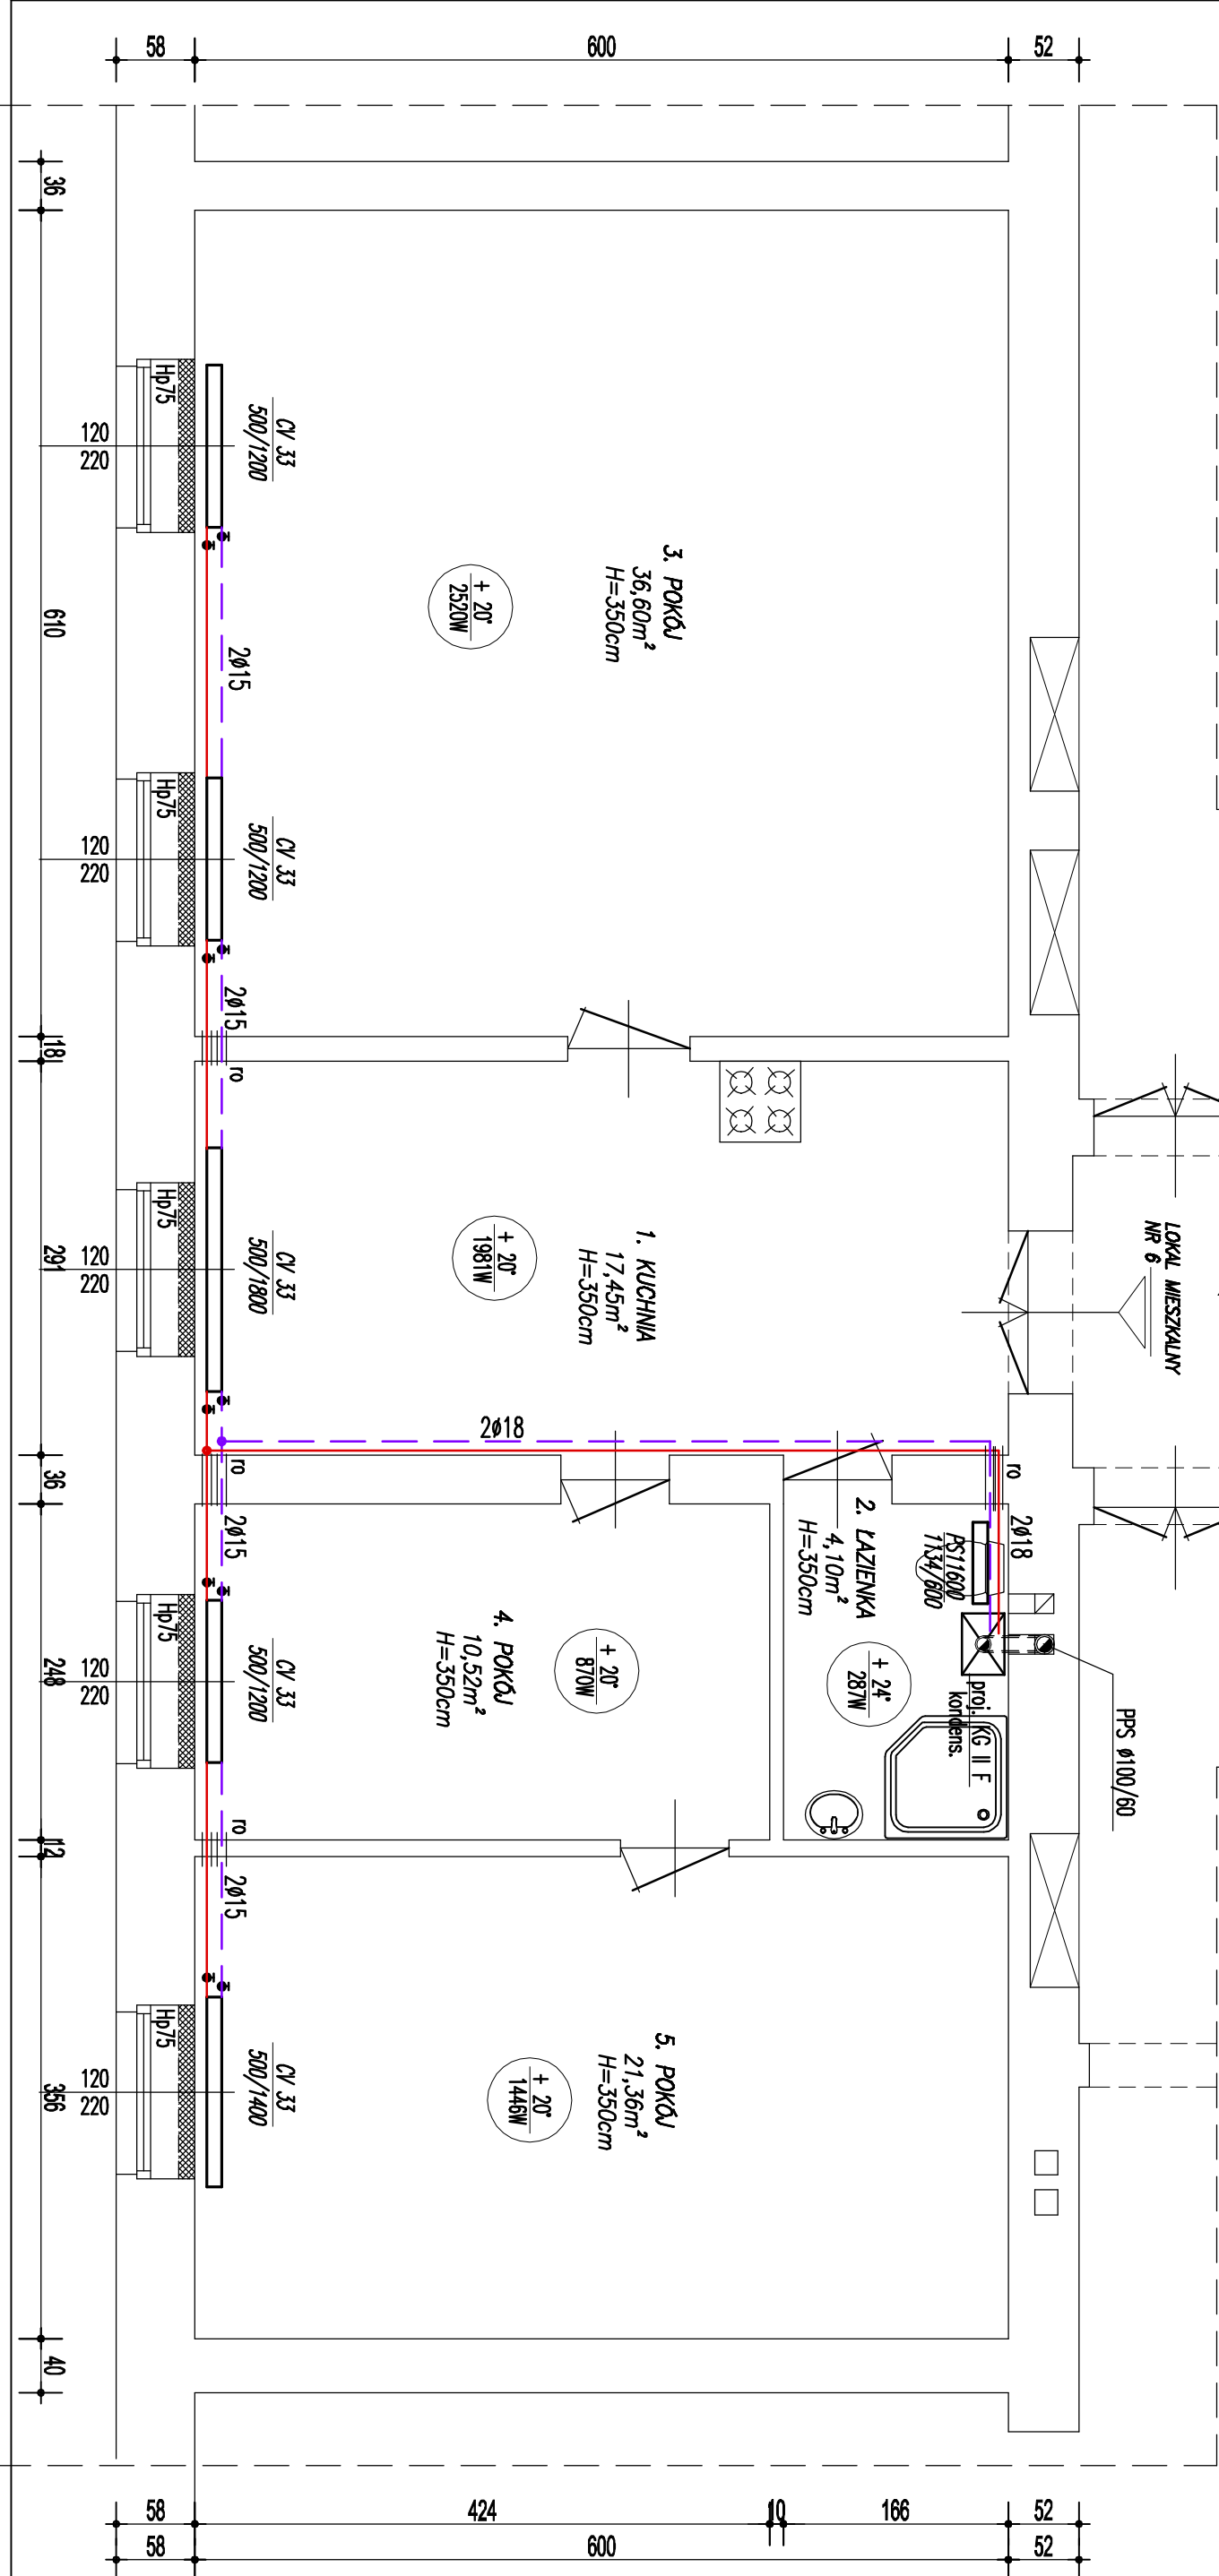 58
600
52
36
610
18
291
36
248
12
356
40
Hp75
120
220
CV 33
500/1200
3. POKÓJ
36,60m²
H=350cm
+ 20°
2520W
2ø15
Hp75
120
220
CV 33
500/1200
2ø15
ro
Hp75
120
220
CV 33
500/1800
1. KUCHNIA
17,45m²
H=350cm
+ 20°
1981W
LOKAL MIESZKALNY
NR 6
2ø18
ro
ro
2ø18
2ø15
PS11600
1134/600
2. ŁAZIENKA
4,10m²
H=350cm
+ 24°
287W
proj. KG II F
kondens.
PPS ø100/60
Hp75
120
220
CV 33
500/1200
4. POKÓJ
10,52m²
H=350cm
+ 20°
870W
ro
2ø15
Hp75
120
220
CV 33
500/1400
5. POKÓJ
21,36m²
H=350cm
+ 20°
1446W
58
424
10
166
52
58
600
52